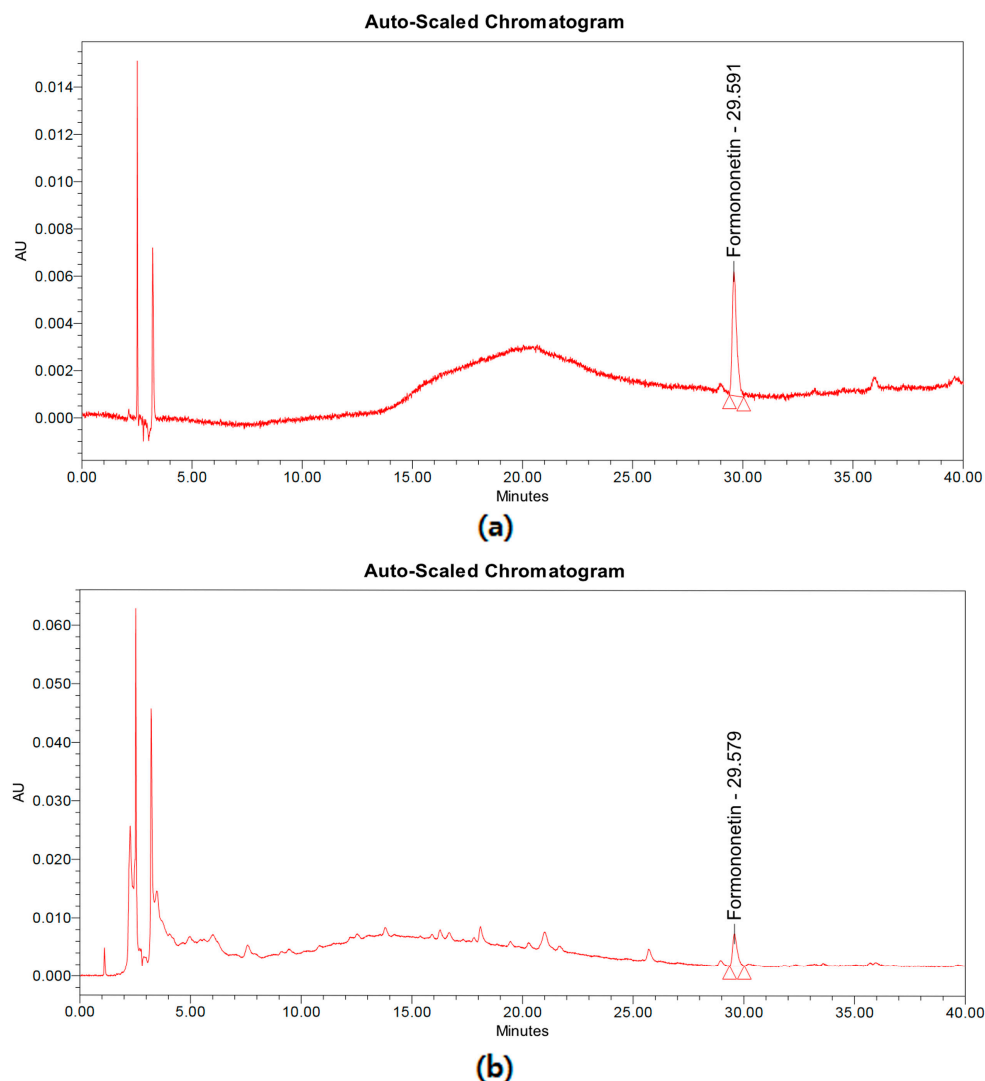 Auto-Scaled Chromatogram
0.014
0.012
0.010
0.008
0.006
0.004
0.002
0.000
AU
Formononetin - 29.591
0.00 5.00 10.00 15.00 20.00 25.00 30.00 35.00 40.00
Minutes
(a)
Auto-Scaled Chromatogram
0.060
0.050
0.040
0.030
0.020
0.010
0.000
AU
Formononetin - 29.579
0.00 5.00 10.00 15.00 20.00 25.00 30.00 35.00 40.00
Minutes
(b)